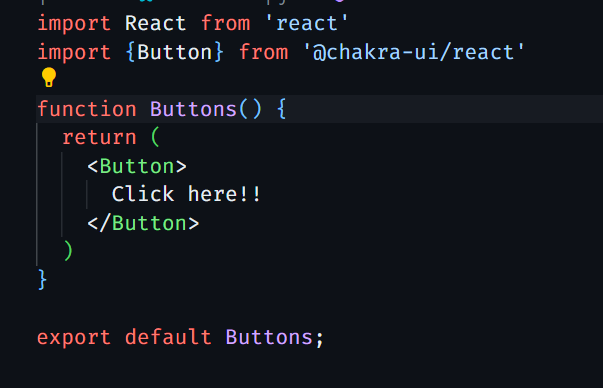 import React from 'react'
import {Button} from '@chakra-ui/react'
function Buttons() {
return (
<Button>
Click here!!
</Button>
)
}
export default Buttons;